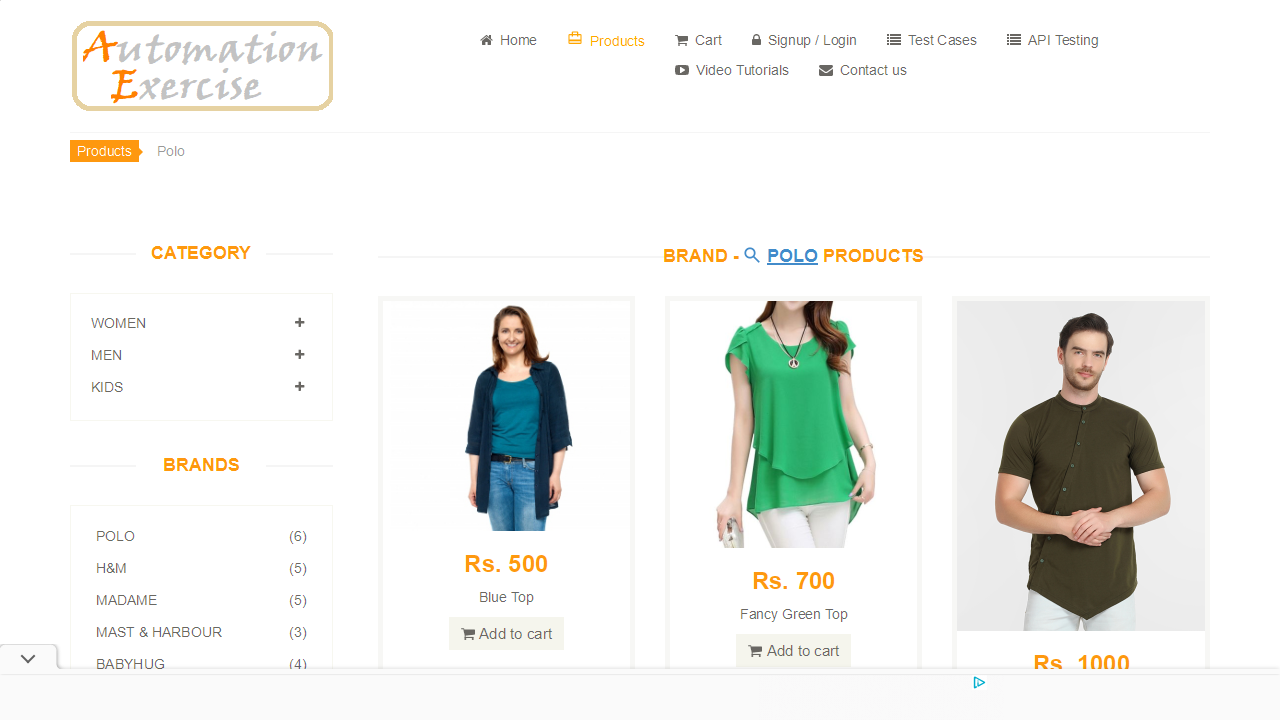 Automation
Exercise
Home
Products
Cart
Signup / Login
Test Cases
API Testing
Video Tutorials
Contact us
Products
Polo
CATEGORY
WOMEN
MEN
KIDS
BRANDS
POLO (6)
H&M (5)
MADAME (5)
MAST & HARBOUR (3)
BABYHUG (4)
BRAND - POLO PRODUCTS
Rs. 500
Blue Top
Add to cart
Rs. 700
Fancy Green Top
Add to cart
Rs. 1000